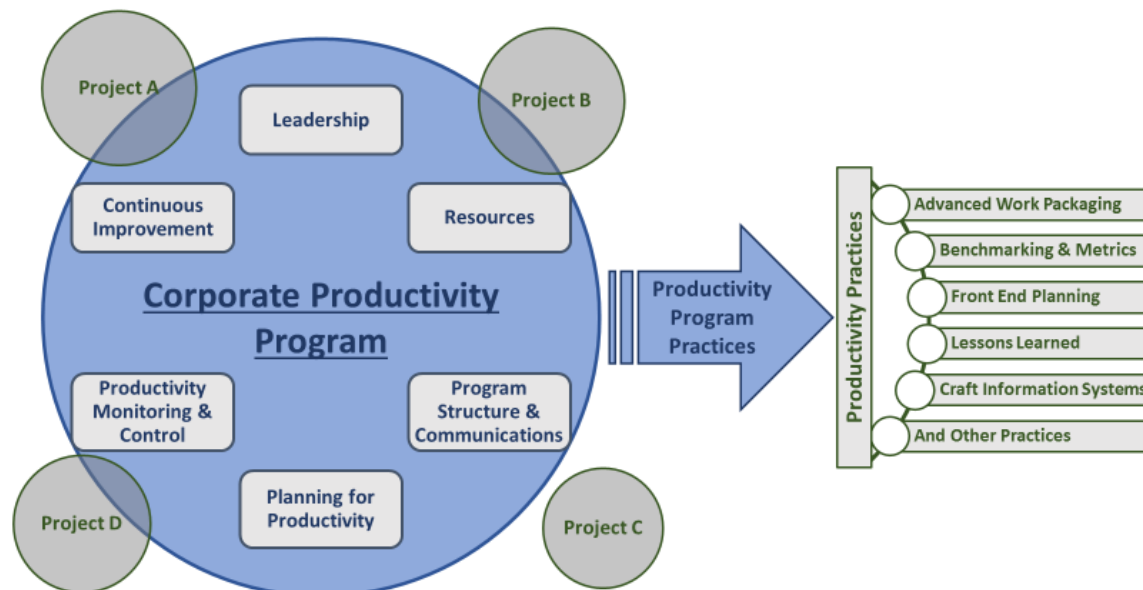 Project A
Project B
Leadership
Continuous
Improvement
Resources
Corporate Productivity
Program
Productivity
Monitoring &
Control
Program
Structure &
Communications
Planning for
Productivity
Project D
Project C
Productivity
Program
Practices
Productivity Practices
Advanced Work Packaging
Benchmarking & Metrics
Front End Planning
Lessons Learned
Craft Information Systems
And Other Practices